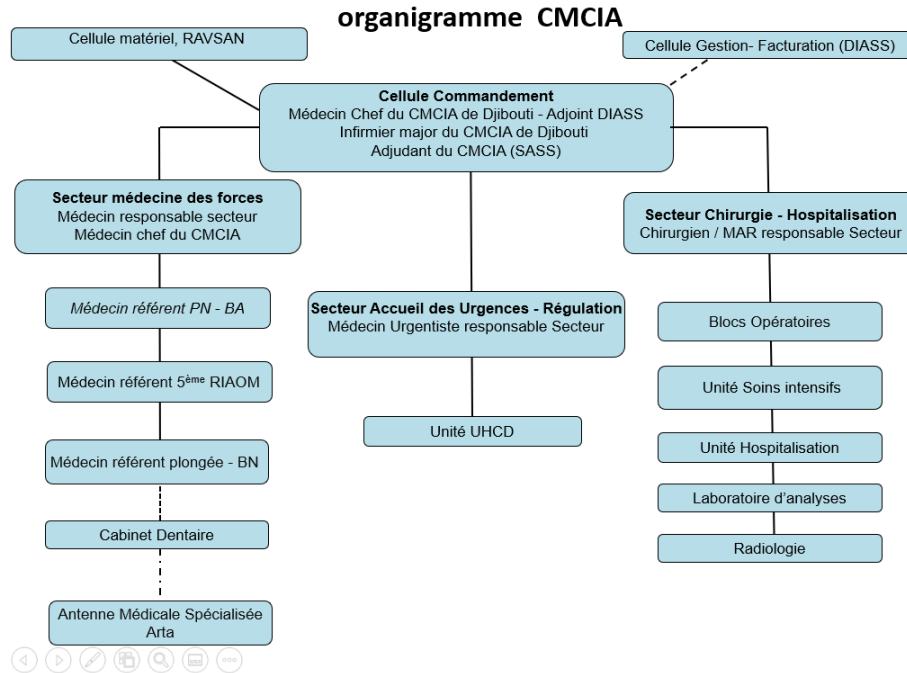 organigramme CMCIA
Cellule matériel, RAVSAN
Cellule Gestion- Facturation (DIASS)
Cellule Commandement
Médecin Chef du CMCIA de Djibouti - Adjoint DIASS
Infirmier major du CMCIA de Djibouti
Adjudant du CMCIA (SASS)
Secteur médecine des forces
Médecin responsable secteur
Médecin chef du CMCIA
Médecin référent PN - BA
Médecin référent 5ème RIAOM
Médecin référent plongée - BN
Cabinet Dentaire
Antenne Médicale Spécialisée
Arta
Secteur Accueil des Urgences - Régulation
Médecin Urgentiste responsable Secteur
Unité UHCD
Secteur Chirurgie - Hospitalisation
Chirurgien / MAR responsable Secteur
Blocs Opératoires
Unité Soins intensifs
Unité Hospitalisation
Laboratoire d'analyses
Radiologie